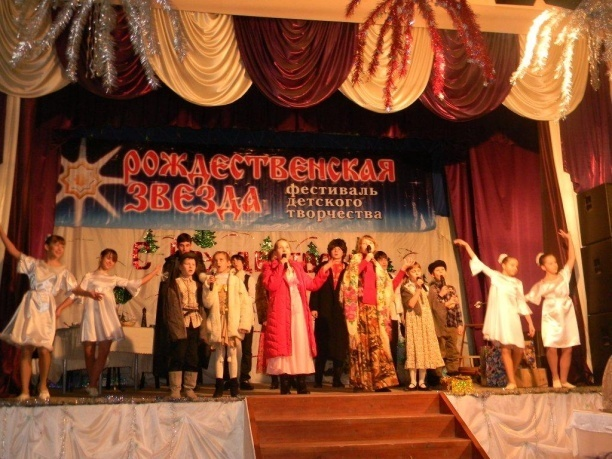 РОЖДЕСТВЕНСКАЯ
ЗВЕЗДА
фестиваль
детского
творчества
С